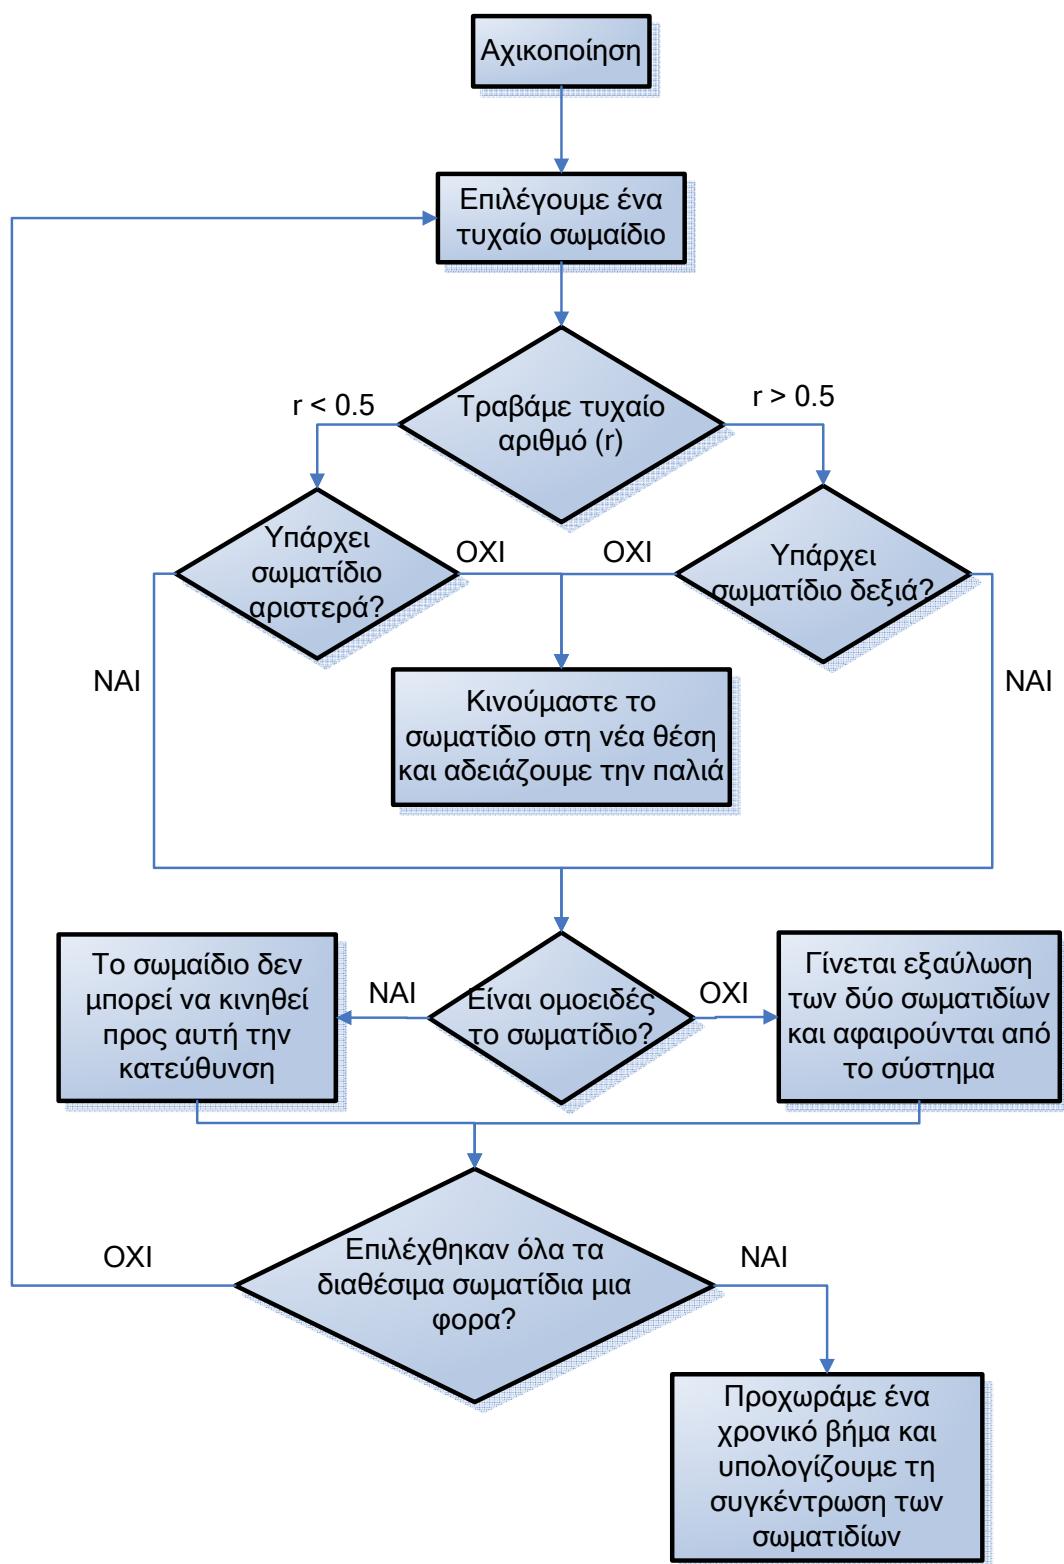 Αχικοποίηση
Επιλέγουμε ένα
τυχαίο σωμαίδιο
r < 0.5
r > 0.5
Τραβάμε τυχαίο
αριθμό (r)
Υπάρχει
σωματίδιο
αριστερά?
ΟΧΙ
ΟΧΙ
Υπάρχει
σωματίδιο δεξιά?
ΝΑΙ
ΝΑΙ
Κινούμαστε το
σωματίδιο στη νέα θέση
και αδειάζουμε την παλιά
Το σωμαίδιο δεν
μπορεί να κινηθεί
προς αυτή την
κατεύθυνση
ΝΑΙ
Είναι ομοειδές
το σωματίδιο?
ΟΧΙ
Γίνεται εξαύλωση
των δύο σωματιδίων
και αφαιρούνται από
το σύστημα
ΟΧΙ
Επιλέχθηκαν όλα τα
διαθέσιμα σωματίδια μια
φορα?
ΝΑΙ
Προχωράμε ένα
χρονικό βήμα και
υπολογίζουμε τη
συγκέντρωση των
σωματιδίων